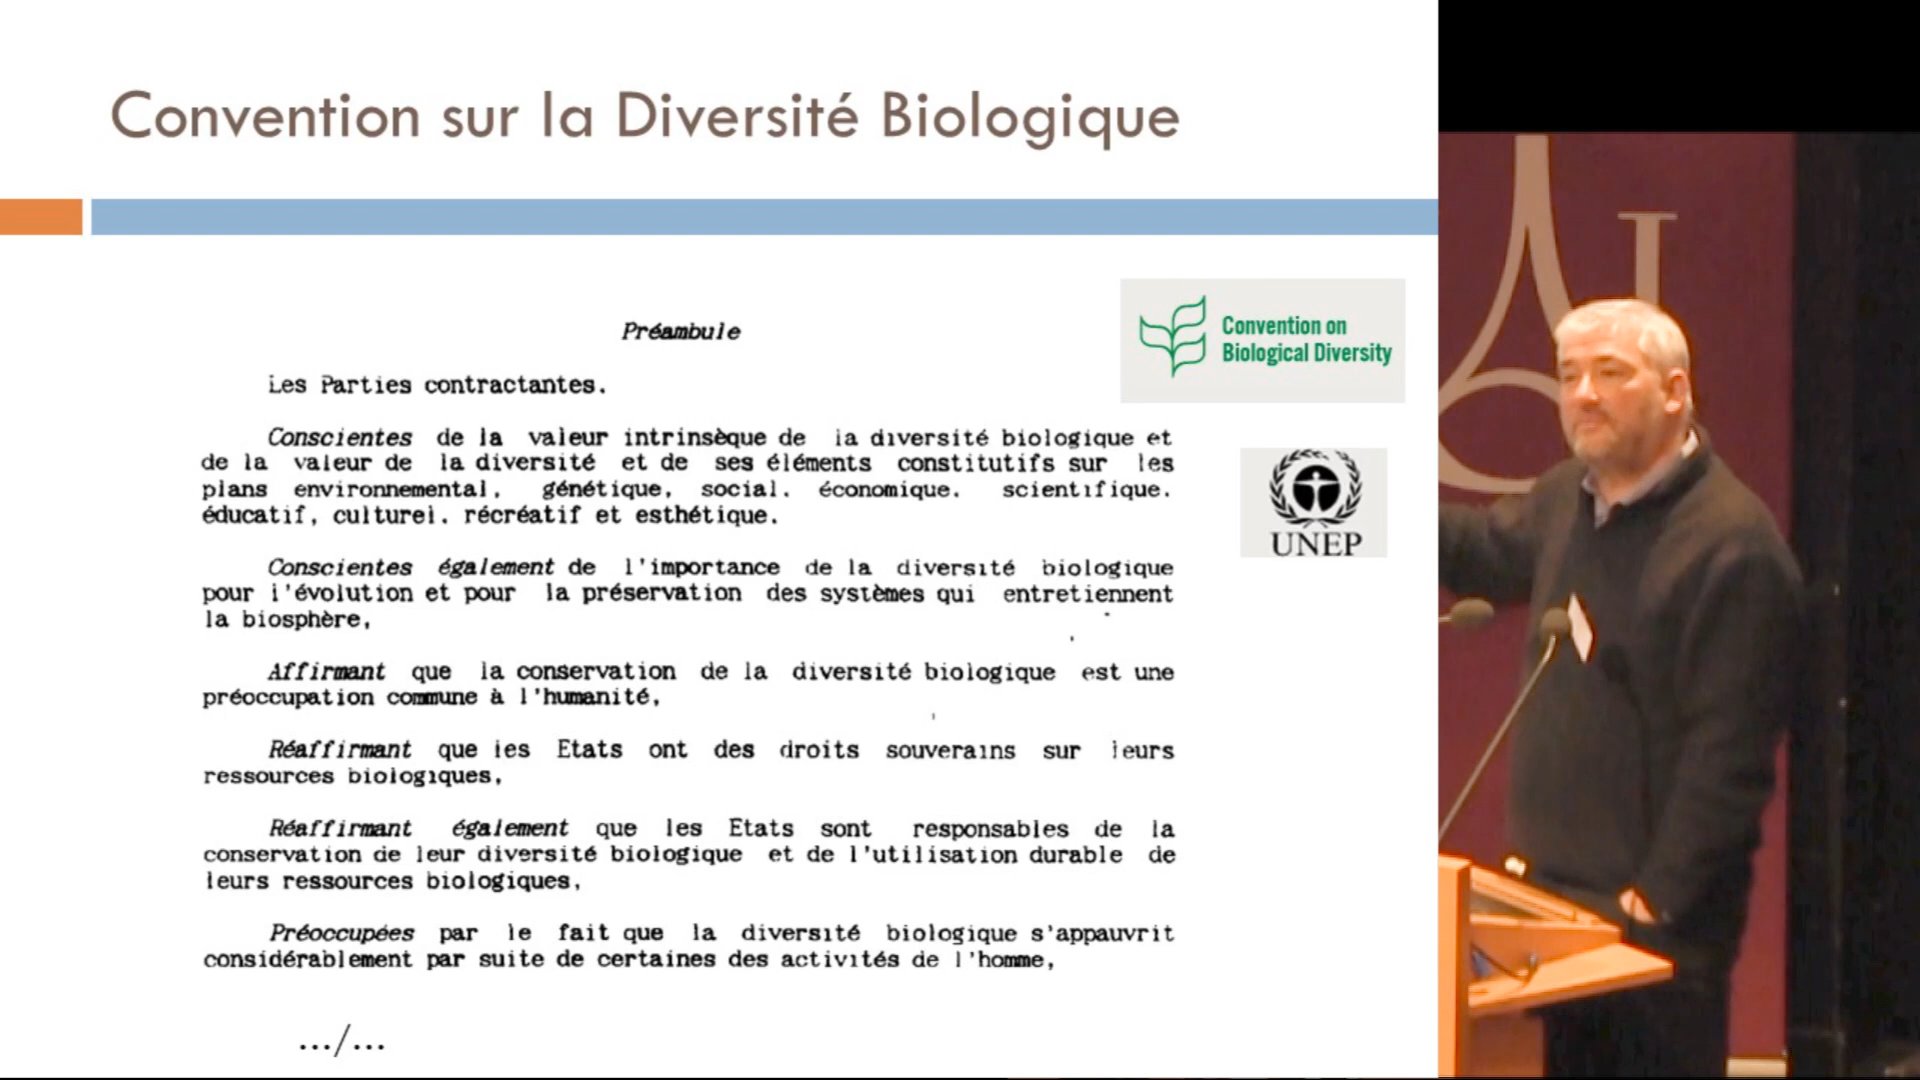 Convention sur la Diversité Biologique
Préambule
Les Parties contractantes.
Conscientes de la valeur intrinsèque de la diversité biologique et
de la valeur de la diversité et de ses éléments constitutifs sur les
plans environnemental, génétique, social, économique, scientifique,
éducatif, culturel, récréatif et esthétique.
Conscientes également de l'importance de la diversité biologique
pour l'évolution et pour la préservation des systèmes qui entretiennent
la biosphère,
Affirmant que la conservation de la diversité biologique est une
préoccupation commune à l'humanité,
Réaffirmant que les Etats ont des droits souverains sur leurs
ressources biologiques,
Réaffirmant également que les Etats sont responsables de la
conservation de leur diversité biologique et de l'utilisation durable de
leurs ressources biologiques,
Préoccupées par le fait que la diversité biologique s'appauvrit
considérablement par suite de certaines des activités de l'homme,
.../...
Convention on
Biological Diversity
UNEP